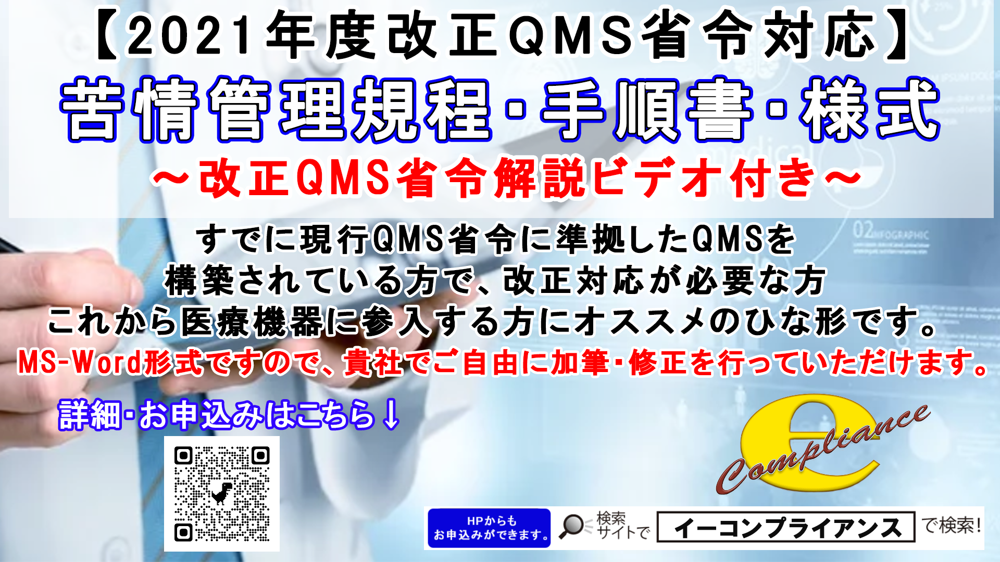 【2021年度改正QMS省令対応】
苦情管理規程・手順書・様式
～改正QMS省令解説ビデオ付き～
すでに現行QMS省令に準拠したQMSを
構築されている方で、改正対応が必要な方
これから医療機器に参入する方にオススメのひな形です。
MS-Word形式ですので、貴社でご自由に加筆・修正を行っていただけます。
詳細・お申込みはこちら↓
e
Compliance
HPからも
お申込みができます。
検索
サイトで
イーコンプライアンス
で検索!
medical
02 INFOGRAPHIC
25%